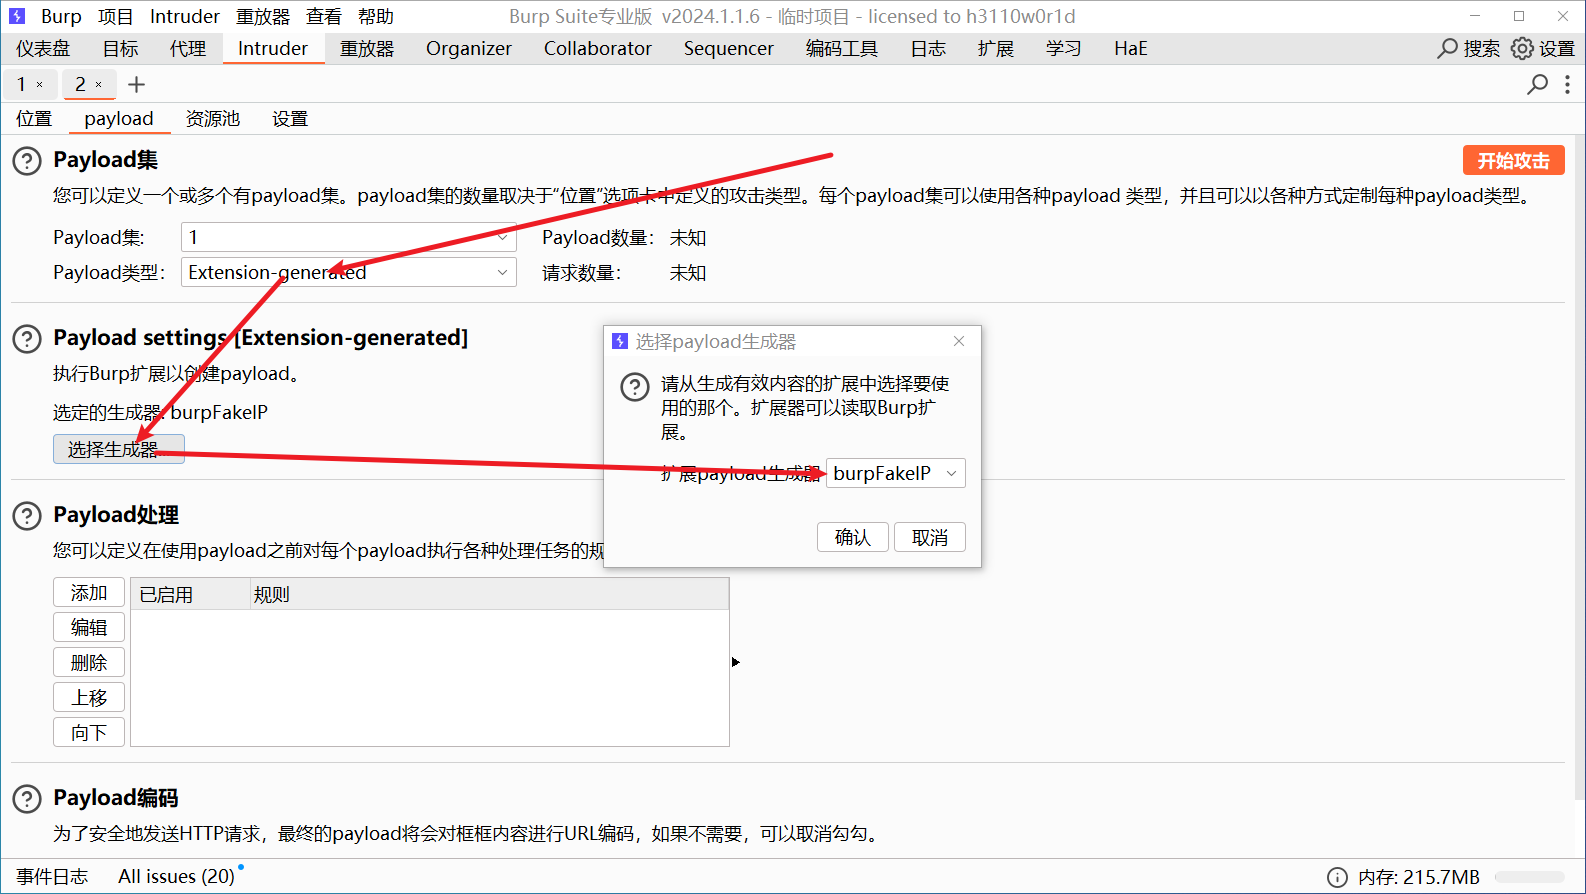 Burp 项目 Intruder 重放器 查看 帮助 Burp Suite专业版 v2024.1.1.6 - 临时项目 - licensed to h3110w0r1d
仪表盘 目标 代理 Intruder 重放器 Organizer Collaborator Sequencer 编码工具 日志 扩展 学习 HaE 搜索 设置
1 × 2 × +
位置 payload 资源池 设置
Payload集 开始攻击
您可以定义一个或多个有payload集。payload集的数量取决于“位置”选项卡中定义的攻击类型。每个payload集可以使用各种payload 类型，并且可以以各种方式定制每种payload类型。
Payload集: 1 Payload数量: 未知
Payload类型: Extension-generated 请求数量: 未知
Payload settings [Extension-generated]
执行Burp扩展以创建payload。
选定的生成器: burpFakeIP
选择生成器...
选择payload生成器
请从生成有效内容的扩展中选择要使
用的那个。扩展器可以读取Burp扩
展。
扩展payload生成器 burpFakeIP
确认 取消
Payload处理
您可以定义在使用payload之前对每个payload执行各种处理任务的规
添加 已启用 规则
编辑
删除
上移
向下
Payload编码
为了安全地发送HTTP请求，最终的payload将会对框框内容进行URL编码，如果不需要，可以取消勾勾。
事件日志 All issues (20) 内存: 215.7MB